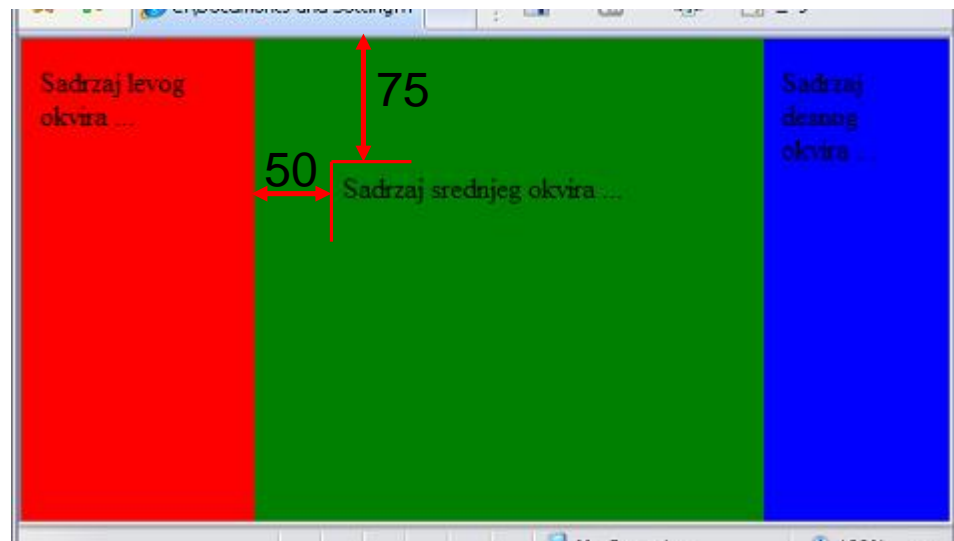 Sadrzaj levog
okvira ...
75
50
Sadrzaj srednjeg okvira ...
Sadrzaj
desnog
okvira ...